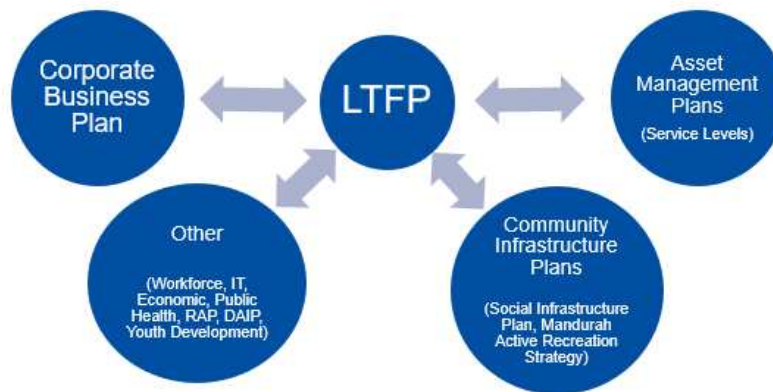 Corporate
Business
Plan
LTFP
Asset
Management
Plans
(Service Levels)
Other
(Workforce, IT,
Economic, Public
Health, RAP, DAIP,
Youth Development)
Community
Infrastructure
Plans
(Social Infrastructure
Plan, Mandurah
Active Recreation
Strategy)